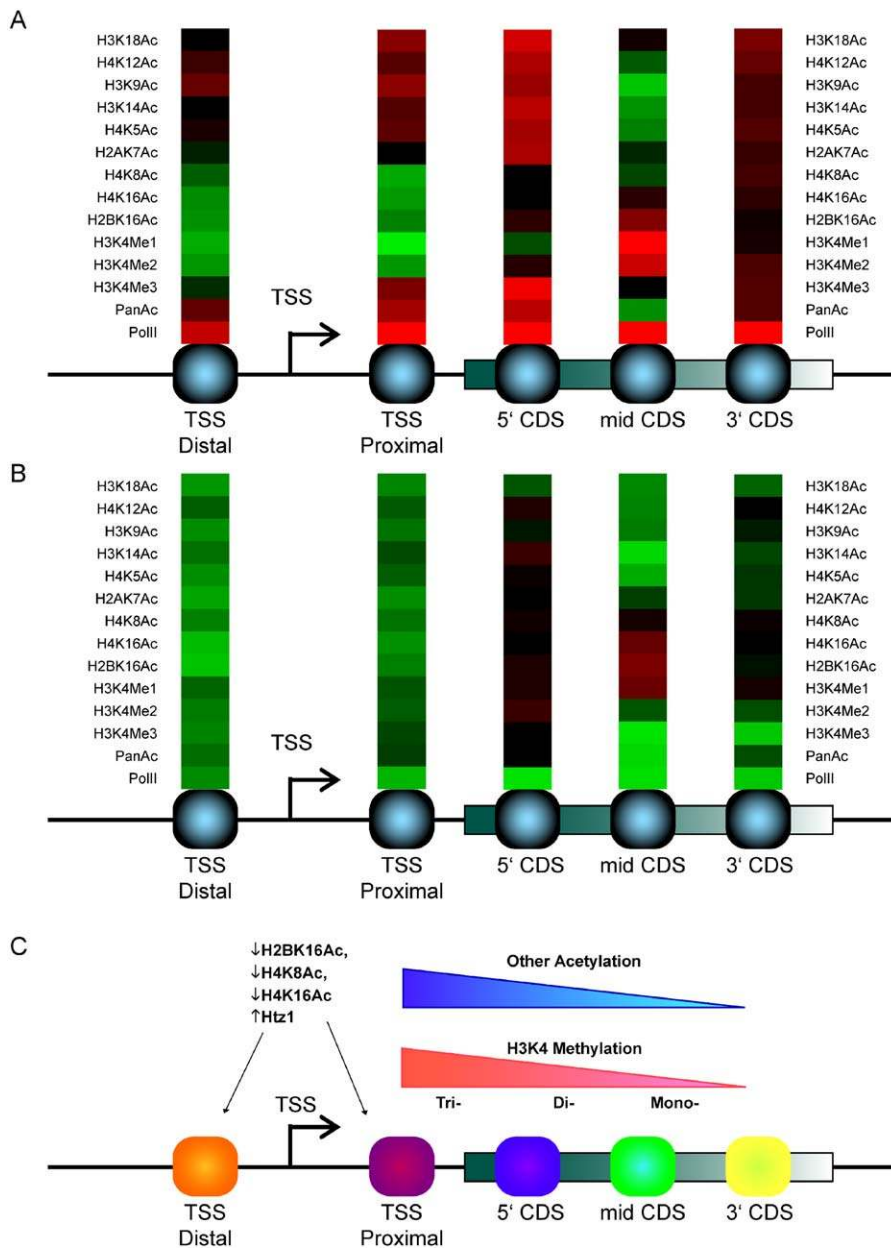 A
H3K18Ac
H4K12Ac
H3K9Ac
H3K14Ac
H4K5Ac
H2AK7Ac
H4K8Ac
H4K16Ac
H2BK16Ac
H3K4Me1
H3K4Me2
H3K4Me3
PanAc
PolII
TSS
H3K18Ac
H4K12Ac
H3K9Ac
H3K14Ac
H4K5Ac
H2AK7Ac
H4K8Ac
H4K16Ac
H2BK16Ac
H3K4Me1
H3K4Me2
H3K4Me3
PanAc
PolII
TSS
Distal
TSS
Proximal
5' CDS
mid CDS
3' CDS
B
H3K18Ac
H4K12Ac
H3K9Ac
H3K14Ac
H4K5Ac
H2AK7Ac
H4K8Ac
H4K16Ac
H2BK16Ac
H3K4Me1
H3K4Me2
H3K4Me3
PanAc
PolII
TSS
H3K18Ac
H4K12Ac
H3K9Ac
H3K14Ac
H4K5Ac
H2AK7Ac
H4K8Ac
H4K16Ac
H2BK16Ac
H3K4Me1
H3K4Me2
H3K4Me3
PanAc
PolII
TSS
Distal
TSS
Proximal
5' CDS
mid CDS
3' CDS
C
↓H2BK16Ac,
↓H4K8Ac,
↓H4K16Ac
↑Htz1
Other Acetylation
H3K4 Methylation
Tri- Di- Mono-
TSS
TSS
Distal
TSS
Proximal
5' CDS
mid CDS
3' CDS